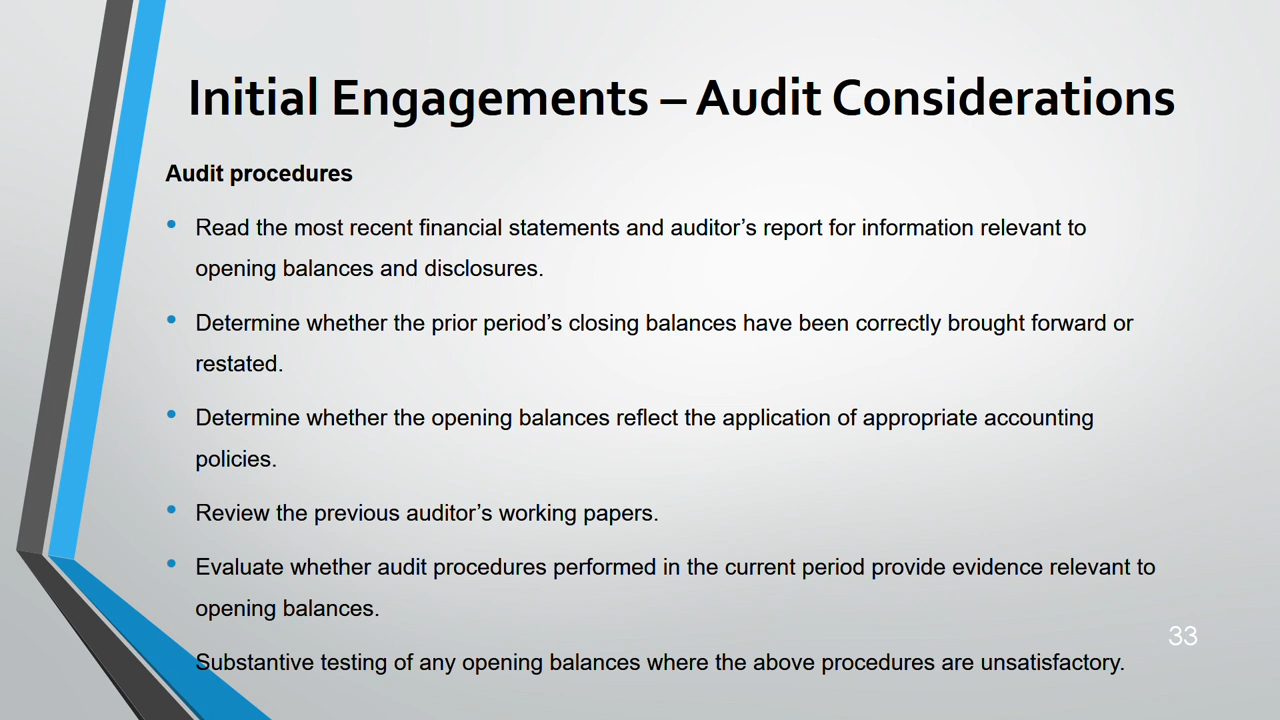 Initial Engagements – Audit Considerations
Audit procedures
• Read the most recent financial statements and auditor’s report for information relevant to
opening balances and disclosures.
• Determine whether the prior period’s closing balances have been correctly brought forward or
restated.
• Determine whether the opening balances reflect the application of appropriate accounting
policies.
• Review the previous auditor’s working papers.
• Evaluate whether audit procedures performed in the current period provide evidence relevant to
opening balances.
33
Substantive testing of any opening balances where the above procedures are unsatisfactory.